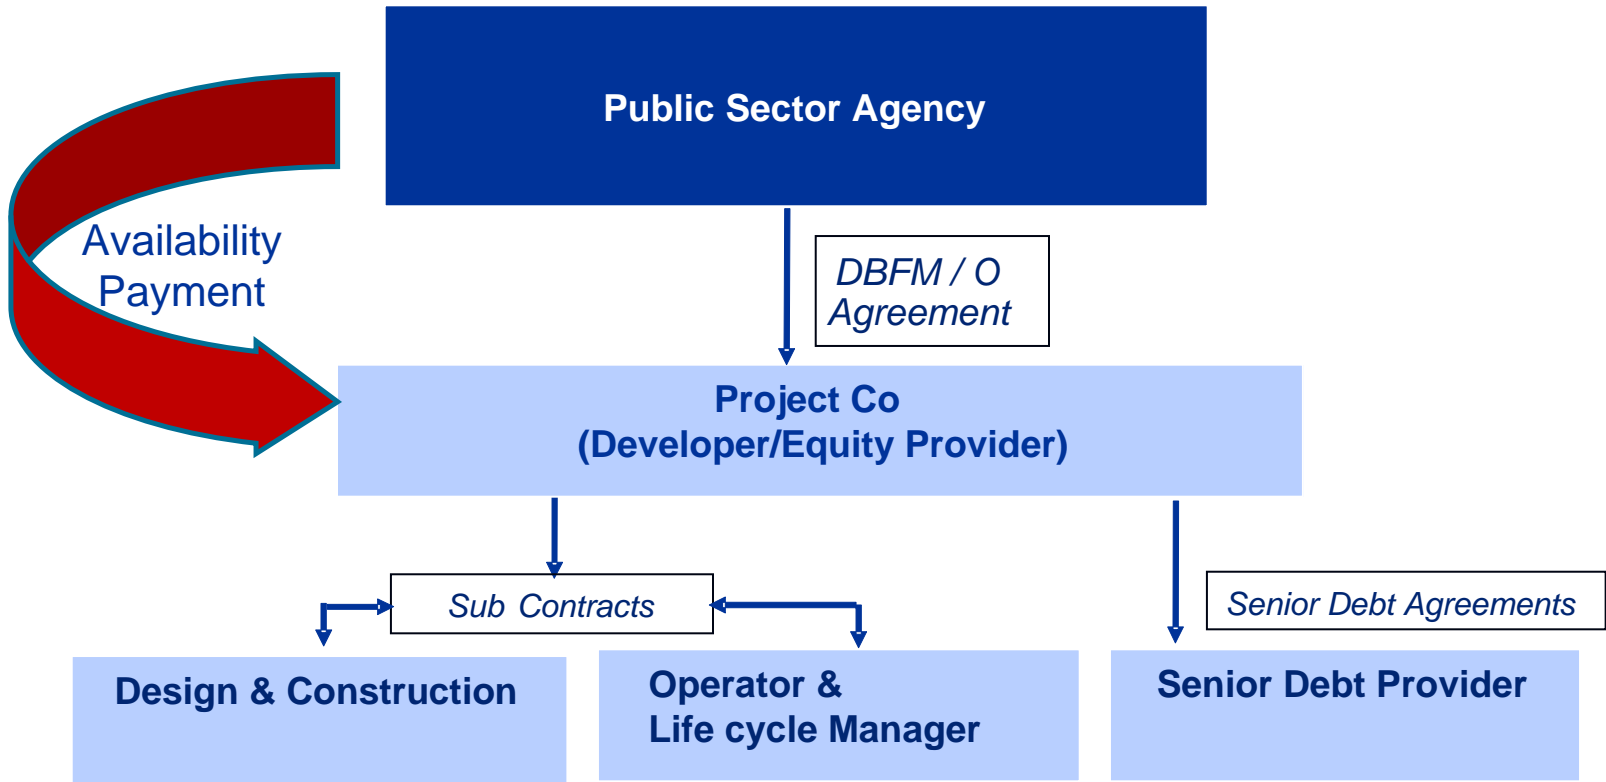 Public Sector Agency
Availability
Payment
DBFM / O
Agreement
Project Co
(Developer/Equity Provider)
Sub Contracts
Senior Debt Agreements
Design & Construction
Operator &
Life cycle Manager
Senior Debt Provider